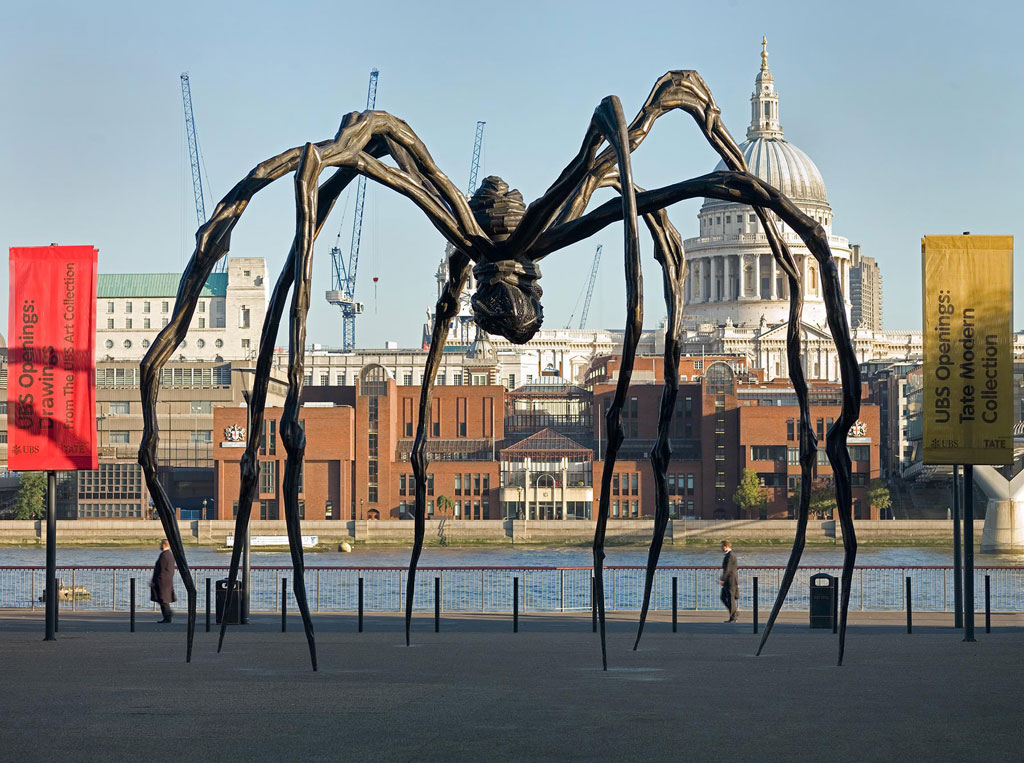 UBS Openings:
Drawings
from The UBS Art Collection
UBS
TATE
UBS Openings:
Tate Modern
Collection
UBS
TATE